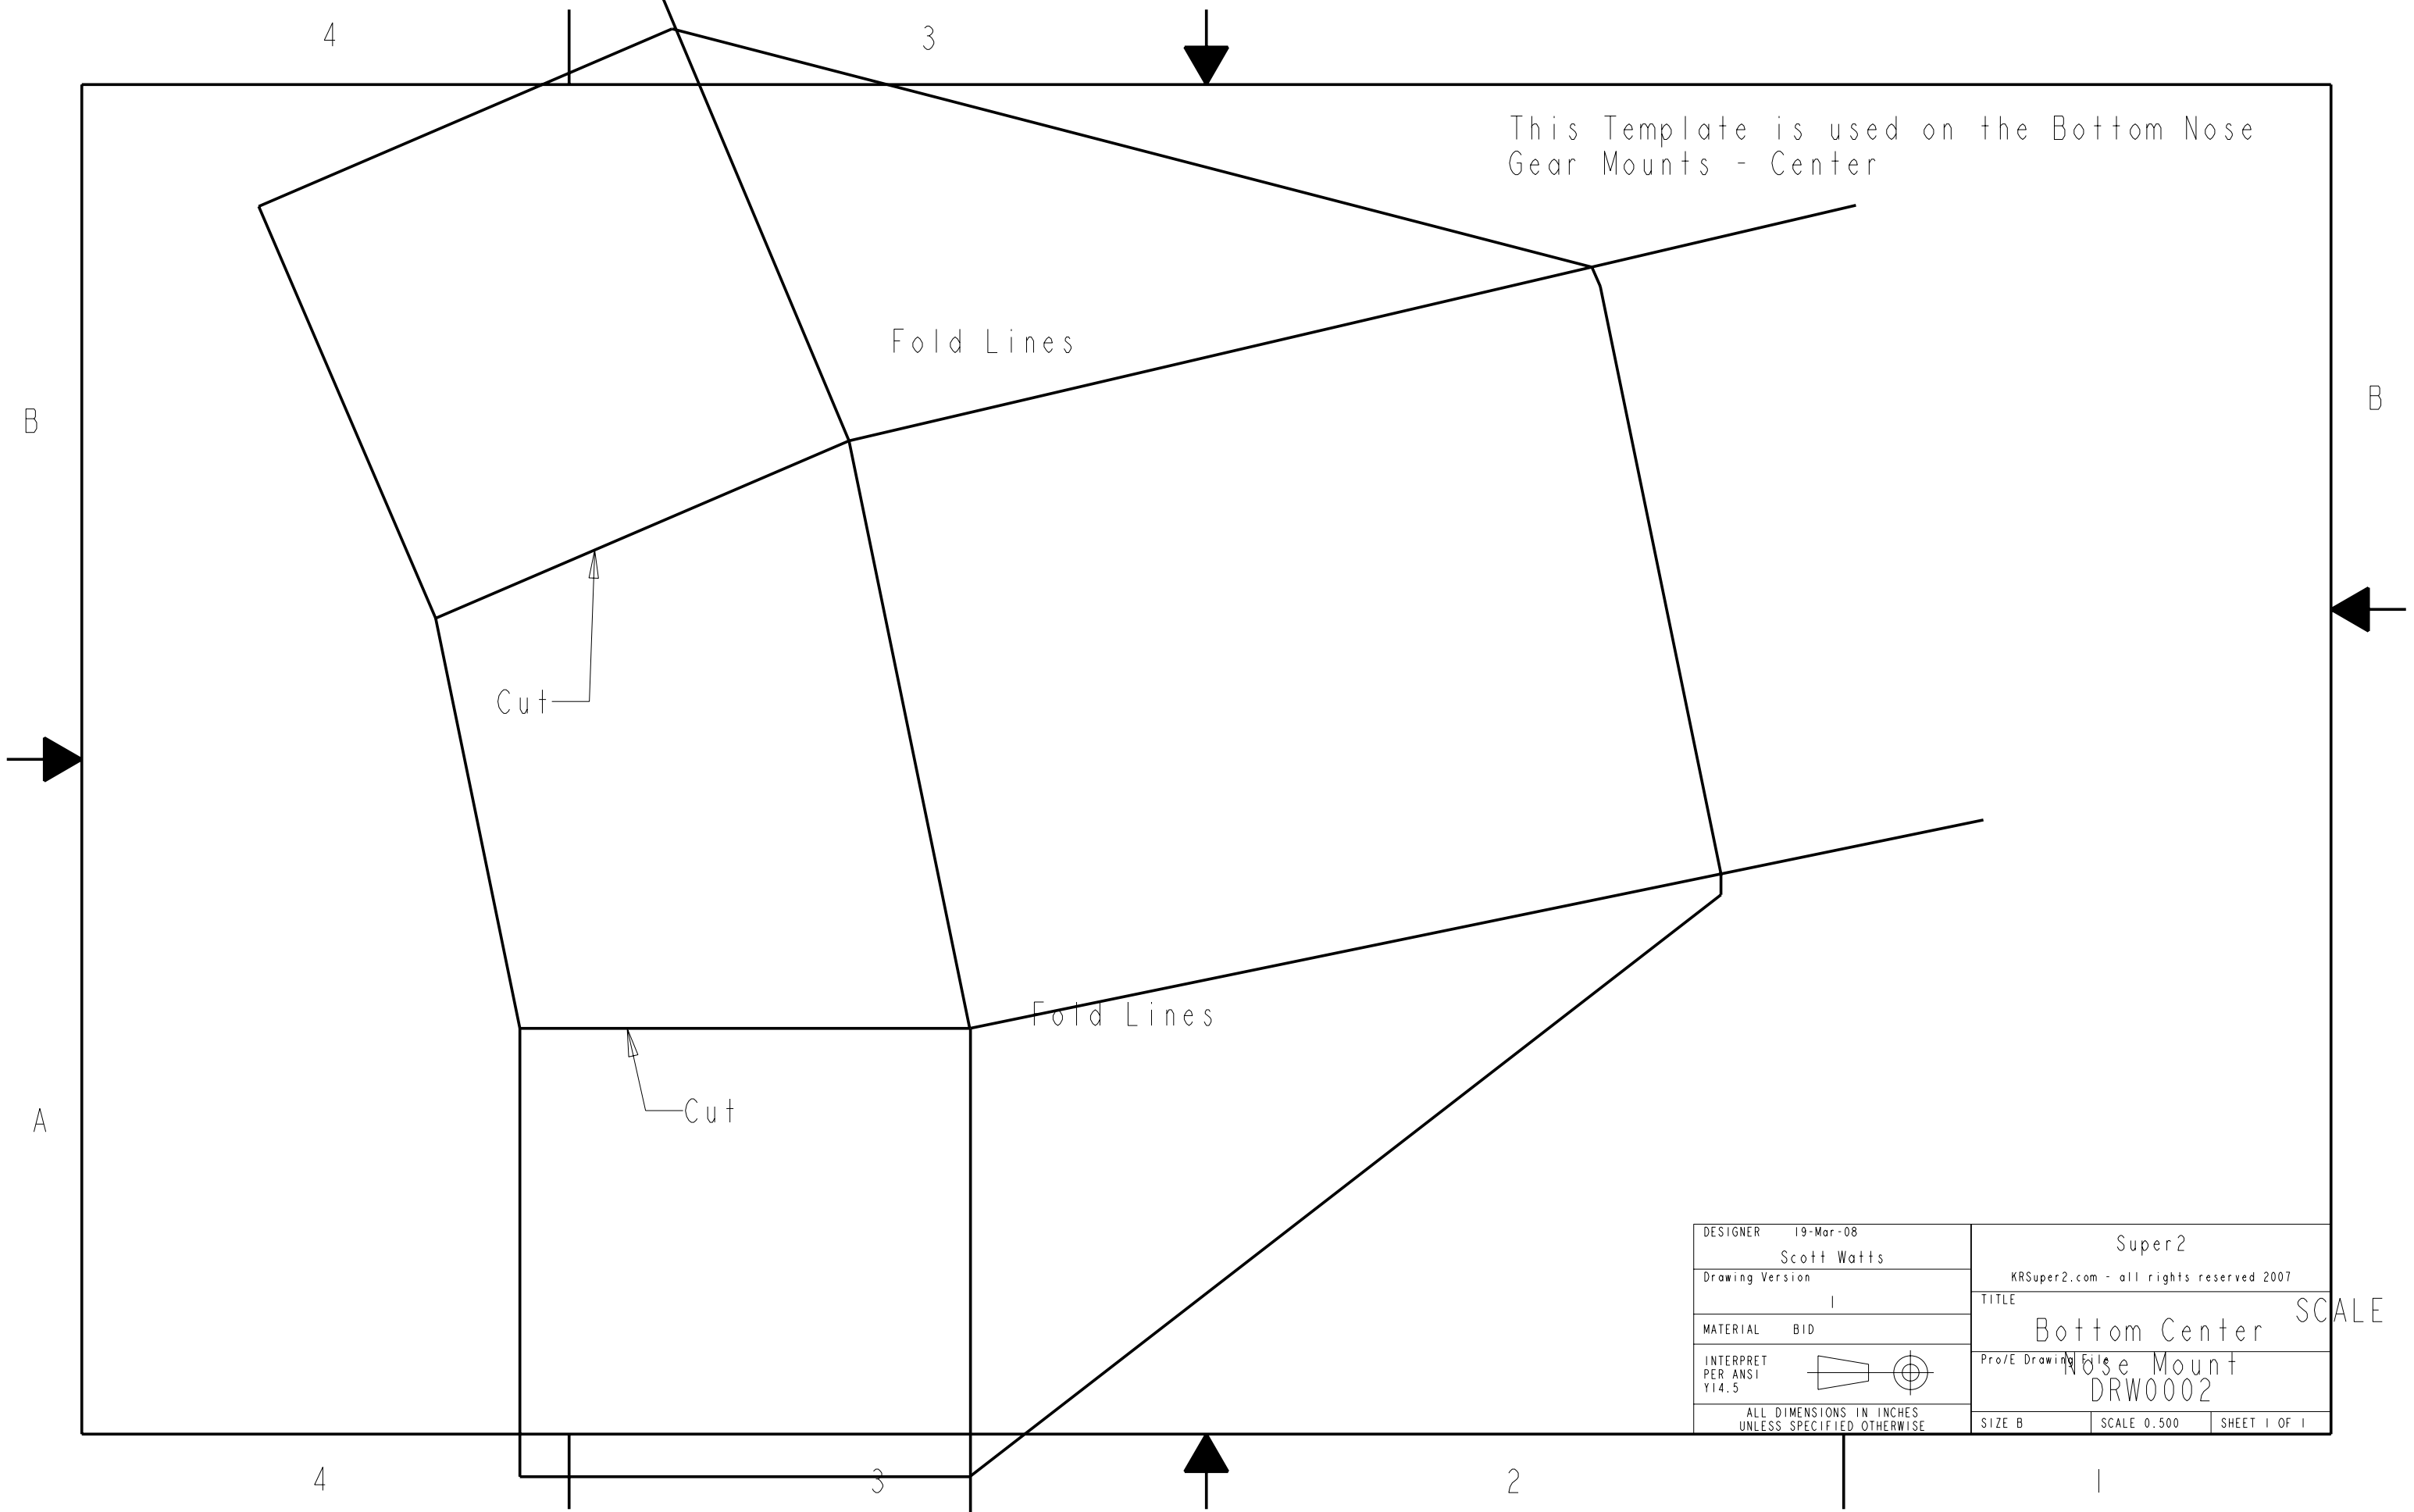 4
3
This Template is used on the Bottom Nose
Gear Mounts - Center
Fold Lines
B
B
Cut
Fold Lines
Cut
A
DESIGNER 19-Mar-08
Scott Watts
Drawing Version
1
MATERIAL BID
INTERPRET
PER ANSI
Y14.5
ALL DIMENSIONS IN INCHES
UNLESS SPECIFIED OTHERWISE
Super2
KRSuper2.com - all rights reserved 2007
TITLE
SCALE
Bottom Center
Nose Mount
Pro/E Drawing File
DRW0002
SIZE B
SCALE 0.500
SHEET 1 OF 1
4
3
2
1